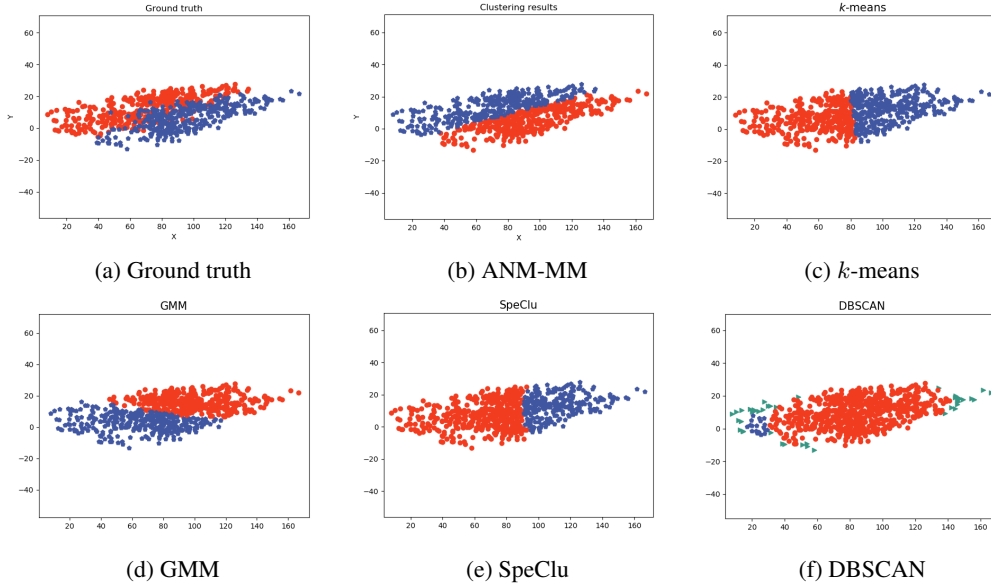 Ground truth
60
40
20
Y
0
−20
−40
20 40 60 80 100 120 140 160
X
(a) Ground truth
Clustering results
60
40
20
Y
0
−20
−40
20 40 60 80 100 120 140 160
X
(b) ANM-MM
k-means
60
40
20
0
−20
−40
20 40 60 80 100 120 140 160
(c) k-means
GMM
60
40
20
0
−20
−40
20 40 60 80 100 120 140 160
(d) GMM
SpeClu
60
40
20
0
−20
−40
20 40 60 80 100 120 140 160
(e) SpeClu
DBSCAN
60
40
20
0
−20
−40
20 40 60 80 100 120 140 160
(f) DBSCAN